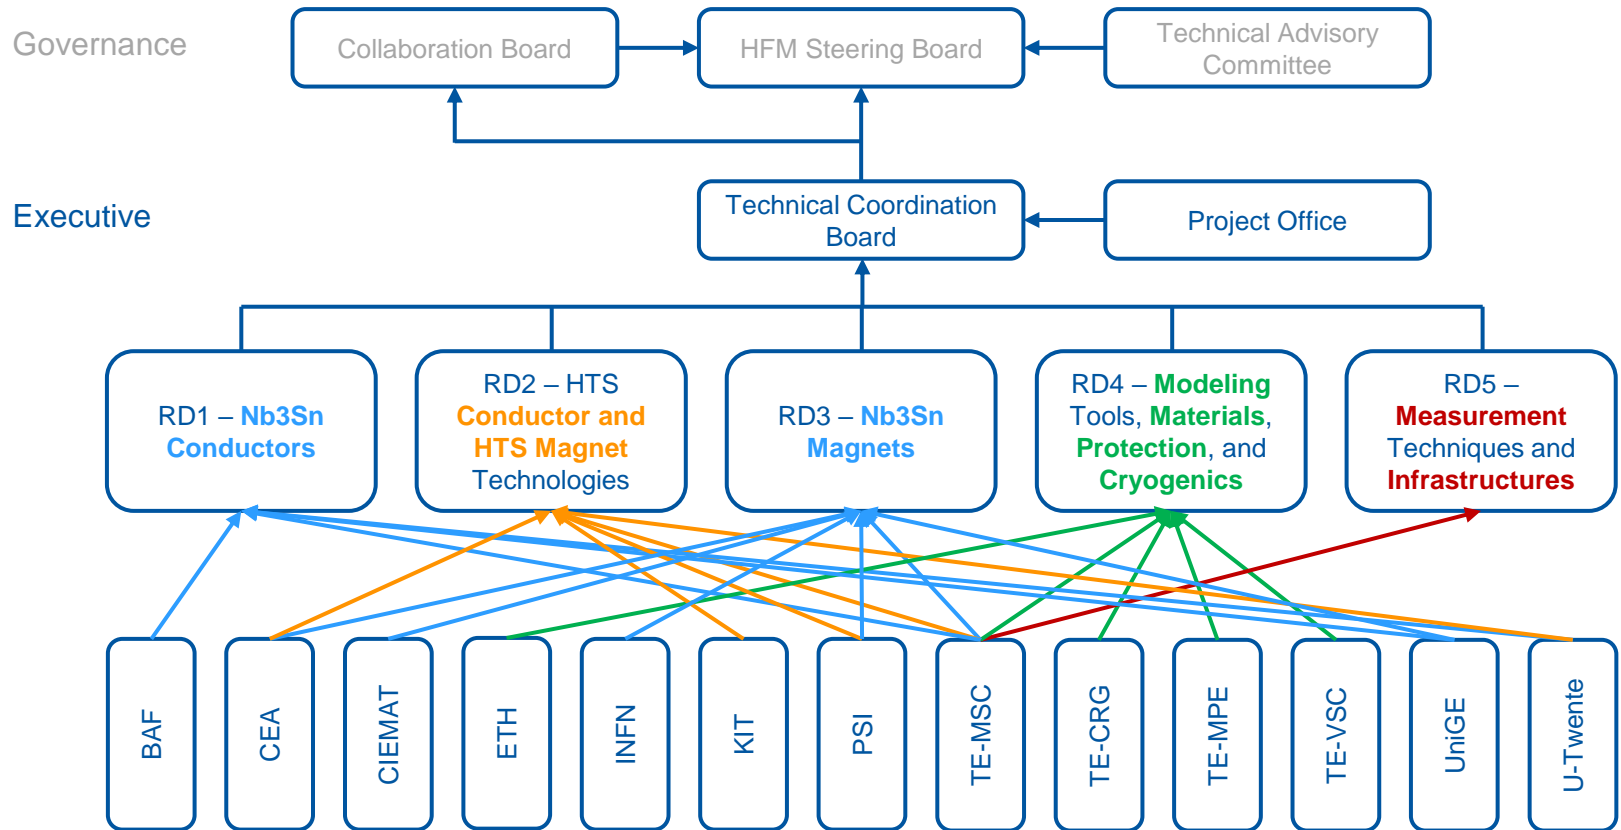 Governance
Collaboration Board
HFM Steering Board
Technical Advisory
Committee
Executive
Technical Coordination
Board
Project Office
RD1 – Nb3Sn
Conductors
RD2 – HTS
Conductor and
HTS Magnet
Technologies
RD3 – Nb3Sn
Magnets
RD4 – Modeling
Tools, Materials,
Protection, and
Cryogenics
RD5 –
Measurement
Techniques and
Infrastructures
BAF
CEA
CIEMAT
ETH
INFN
KIT
PSI
TE-MSC
TE-CRG
TE-MPE
TE-VSC
UniGE
U-Twente